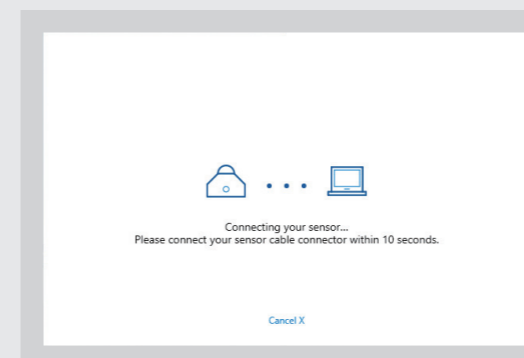 Connecting your sensor...
Please connect your sensor cable connector within 10 seconds.
Cancel X